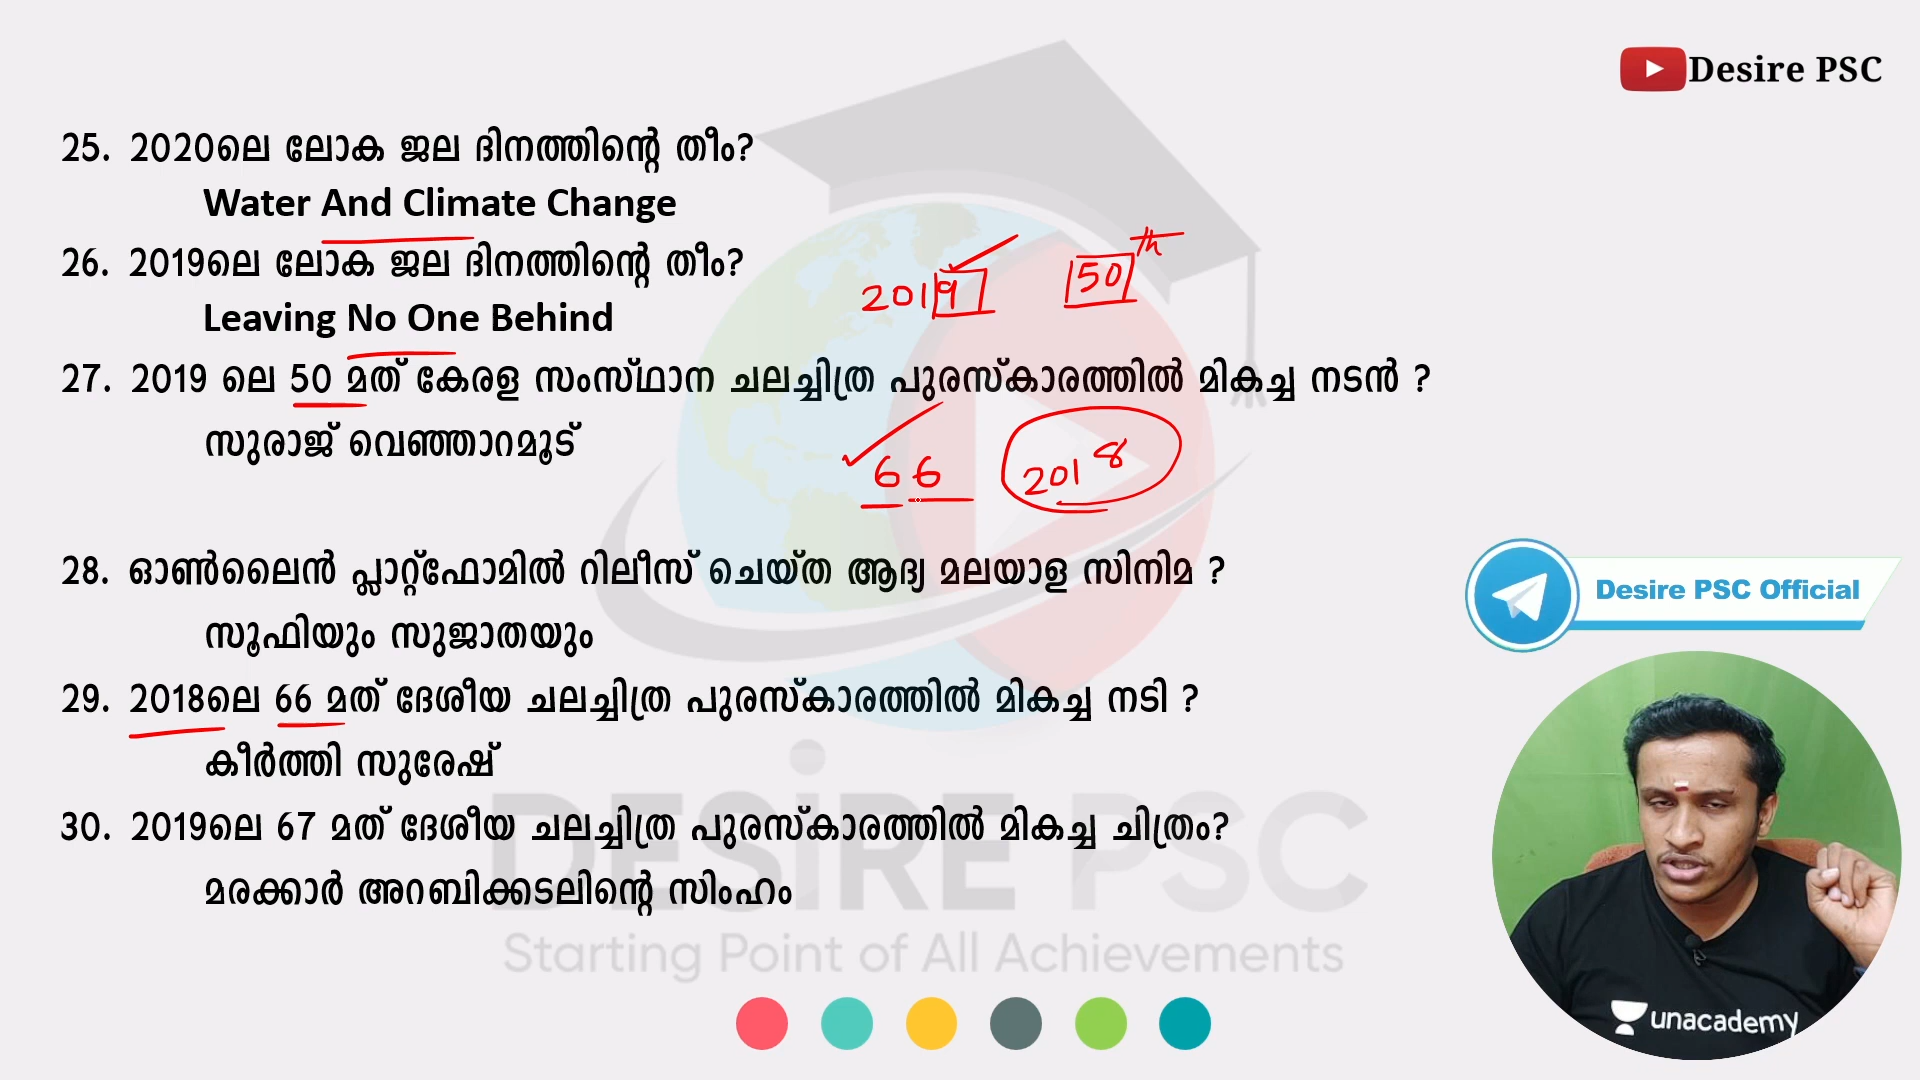 Desire PSC
25. 2020ലെ ലോക ജല ദിനത്തിന്റെ തീം?
Water And Climate Change
26. 2019ലെ ലോക ജല ദിനത്തിന്റെ തീം?
Leaving No One Behind
2019 50th
27. 2019 ലെ 50 മത് കേരള സംസ്ഥാന ചലച്ചിത്ര പുരസ്കാരത്തിൽ മികച്ച നടൻ ?
സുരാജ് വെഞ്ഞാറമൂട്
66 2018
28. ഓൺലൈൻ പ്ലാറ്റ്ഫോമിൽ റിലീസ് ചെയ്ത ആദ്യ മലയാള സിനിമ ?
Desire PSC Official
സൂഫിയും സുജാതയും
29. 2018ലെ 66 മത് ദേശീയ ചലച്ചിത്ര പുരസ്കാരത്തിൽ മികച്ച നടി ?
കീർത്തി സുരേഷ്
30. 2019ലെ 67 മത് ദേശീയ ചലച്ചിത്ര പുരസ്കാരത്തിൽ മികച്ച ചിത്രം?
മരക്കാർ അറബിക്കടലിന്റെ സിംഹം
DESiRE PSC
Starting Point of All Achievements
unacademy